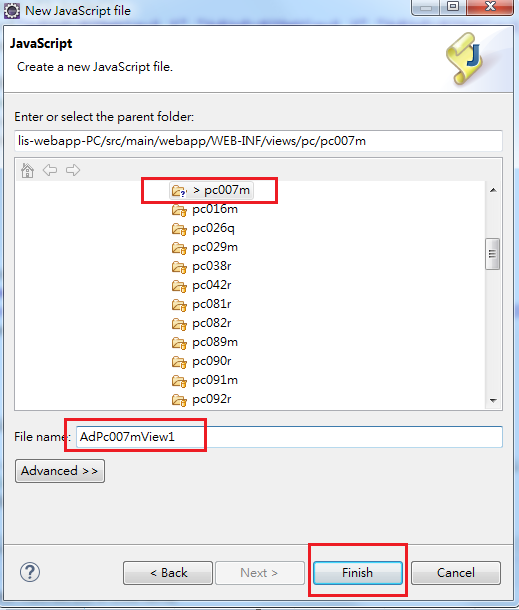 New JavaScript file
JavaScript
Create a new JavaScript file.
Enter or select the parent folder:
lis-webapp-PC/src/main/webapp/WEB-INF/views/pc/pc007m
> pc007m
pc016m
pc026q
pc029m
pc038r
pc042r
pc081r
pc082r
pc089m
pc090r
pc091m
pc092r
File name: AdPc007mView1
Advanced >>
< Back Next > Finish Cancel